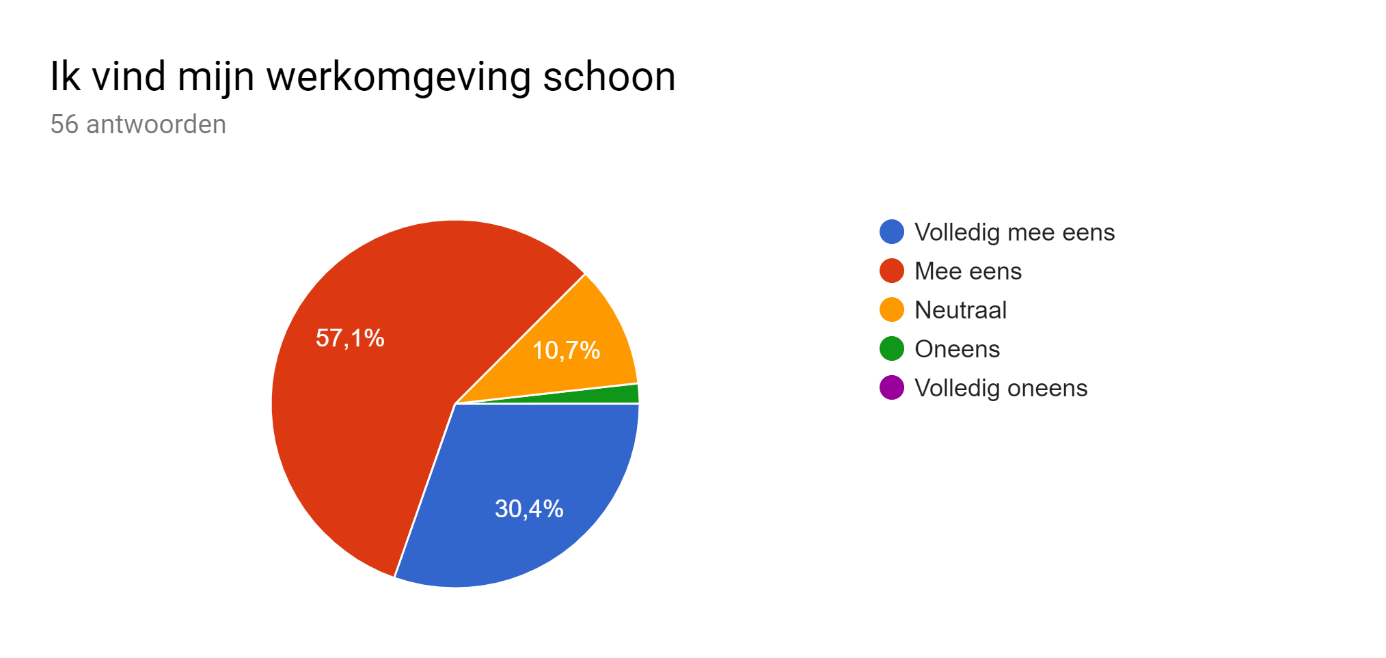 Ik vind mijn werkomgeving schoon
56 antwoorden
57,1%
10,7%
30,4%
Volledig mee eens
Mee eens
Neutraal
Oneens
Volledig oneens